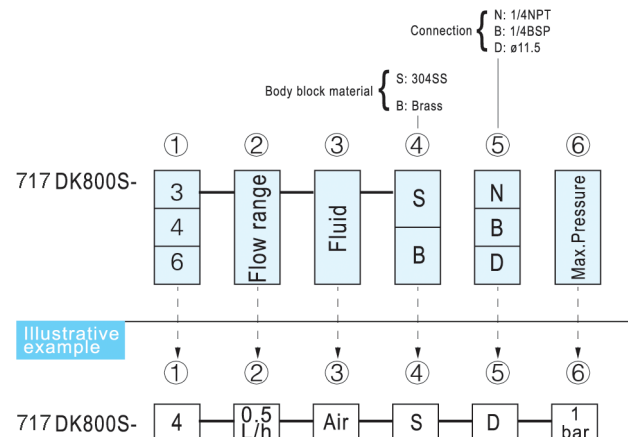 N: 1/4NPT
Connection { B: 1/4BSP
D: ø11.5
S: 304SS
Body block material {
B: Brass
① ② ③ ④ ⑤ ⑥
717 DK800S-
3
4
6
Flow range
Fluid
S
B
N
B
D
Max.Pressure
Illustrative
example
① ② ③ ④ ⑤ ⑥
717 DK800S- 4 0.5 L/h Air S D 1 bar